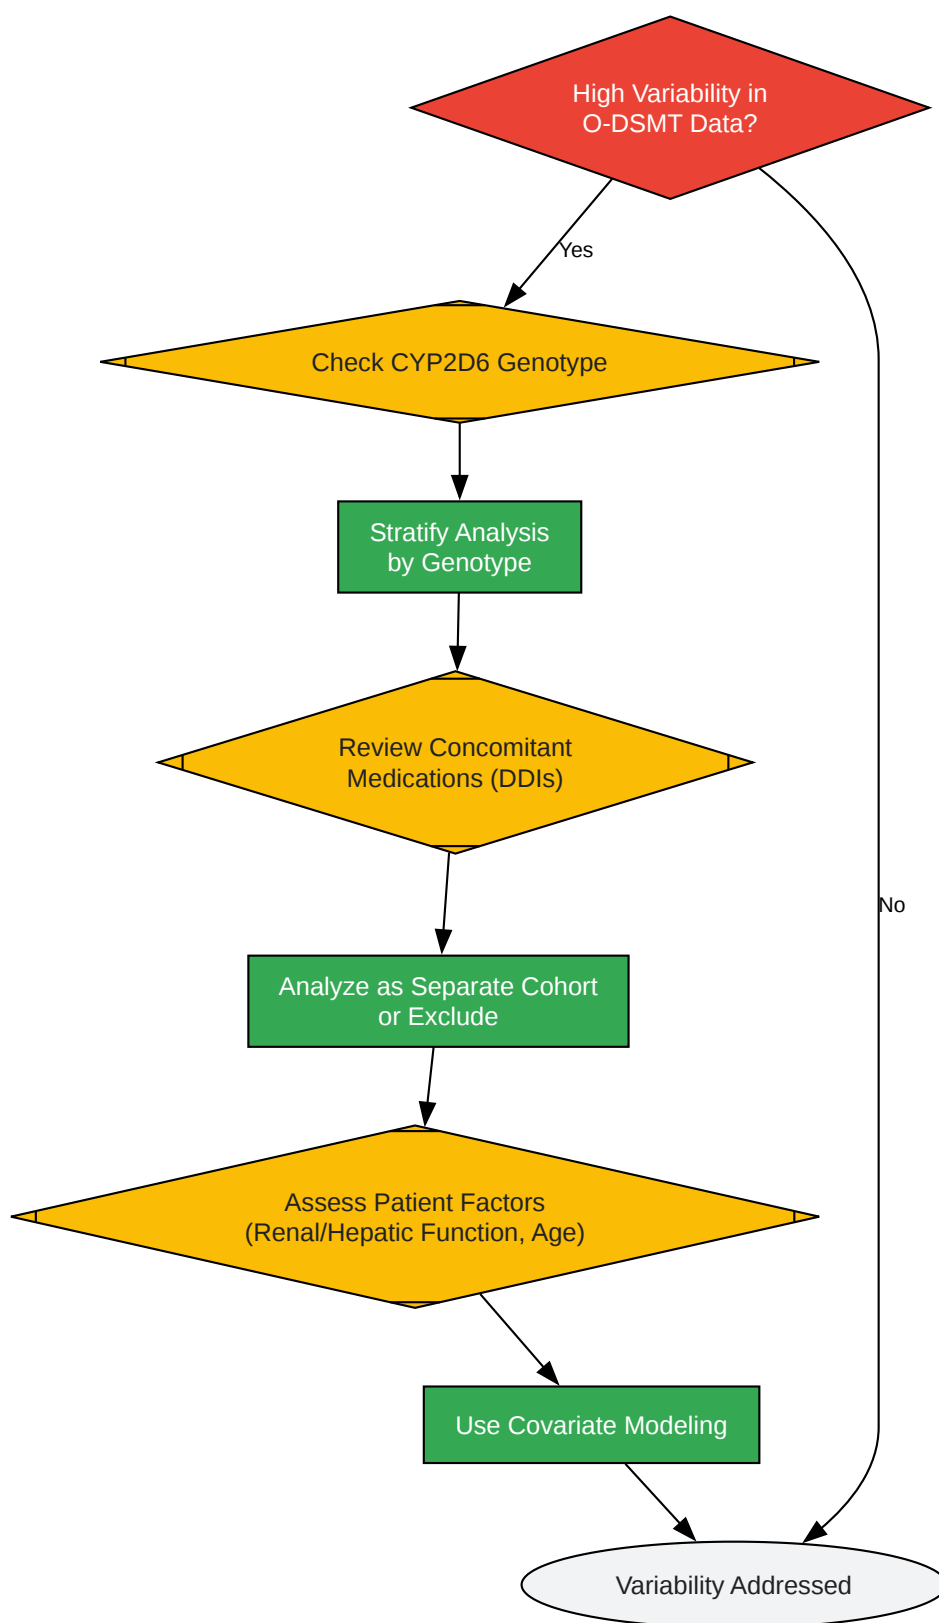 High Variability in
O-DSMT Data?
Yes
Check CYP2D6 Genotype
Stratify Analysis
by Genotype
Review Concomitant
Medications (DDIs)
No
Analyze as Separate Cohort
or Exclude
Assess Patient Factors
(Renal/Hepatic Function, Age)
Use Covariate Modeling
Variability Addressed